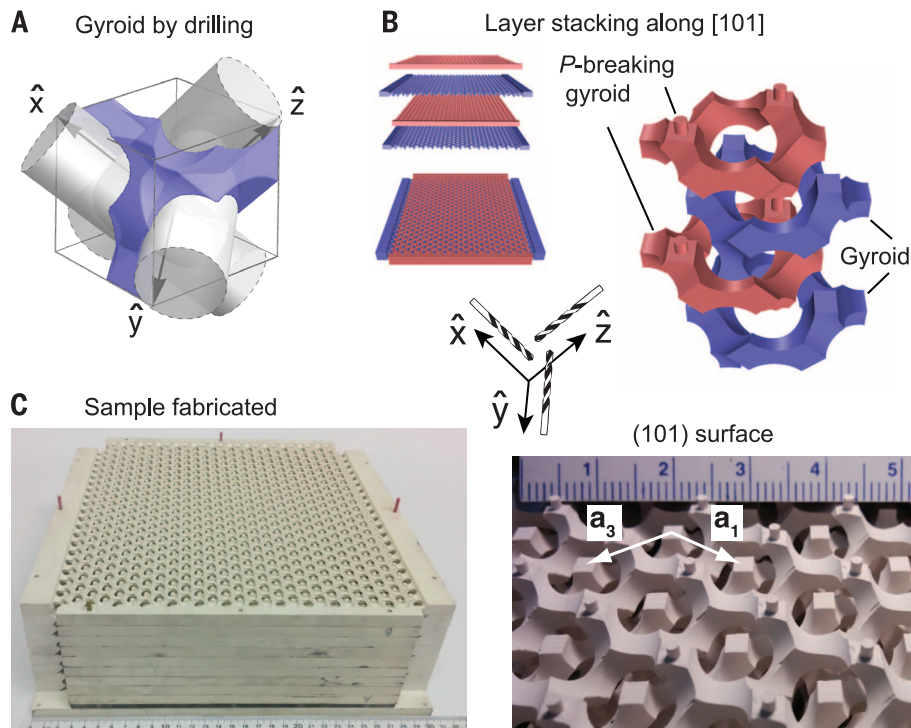 A Gyroid by drilling
x̂
ẑ
ŷ
B Layer stacking along [101]
P-breaking
gyroid
Gyroid
x̂
ẑ
ŷ
C Sample fabricated
(101) surface
1 2 3 4 5
a₃ a₁